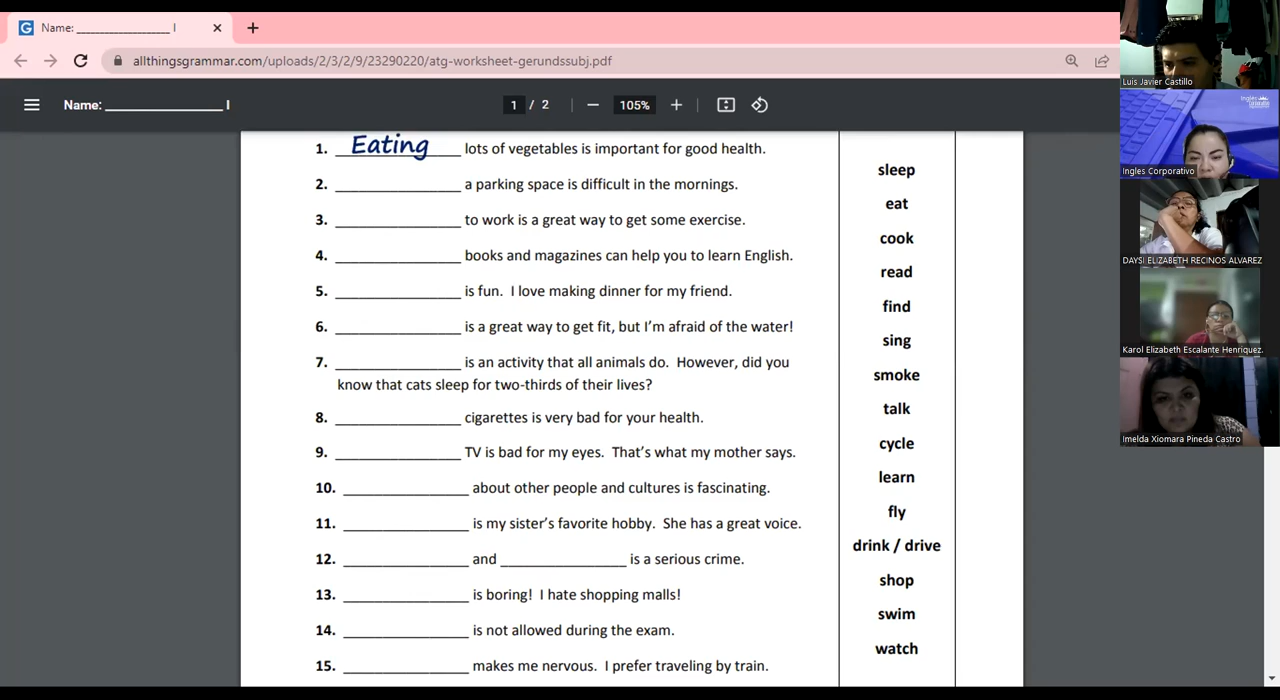 Name: ___________________ I
allthingsgrammar.com/uploads/2/3/2/9/23290220/atg-worksheet-gerundssubj.pdf
Name: ___________________ I
1 / 2
105%
1. Eating lots of vegetables is important for good health.
2. _______________ a parking space is difficult in the mornings.
3. _______________ to work is a great way to get some exercise.
4. _______________ books and magazines can help you to learn English.
5. _______________ is fun. I love making dinner for my friend.
6. _______________ is a great way to get fit, but I'm afraid of the water!
7. _______________ is an activity that all animals do. However, did you
know that cats sleep for two-thirds of their lives?
8. _______________ cigarettes is very bad for your health.
9. _______________ TV is bad for my eyes. That's what my mother says.
10. _______________ about other people and cultures is fascinating.
11. _______________ is my sister's favorite hobby. She has a great voice.
12. _______________ and _______________ is a serious crime.
13. _______________ is boring! I hate shopping malls!
14. _______________ is not allowed during the exam.
15. _______________ makes me nervous. I prefer traveling by train.
sleep
eat
cook
read
find
sing
smoke
talk
cycle
learn
fly
drink / drive
shop
swim
watch
Luis Javier Castillo
Ingles Corporativo
DAYSI ELIZABETH RECINOS ALVAREZ
Karol Elizabeth Escalante Henriquez.
Imelda Xiomara Pineda Castro